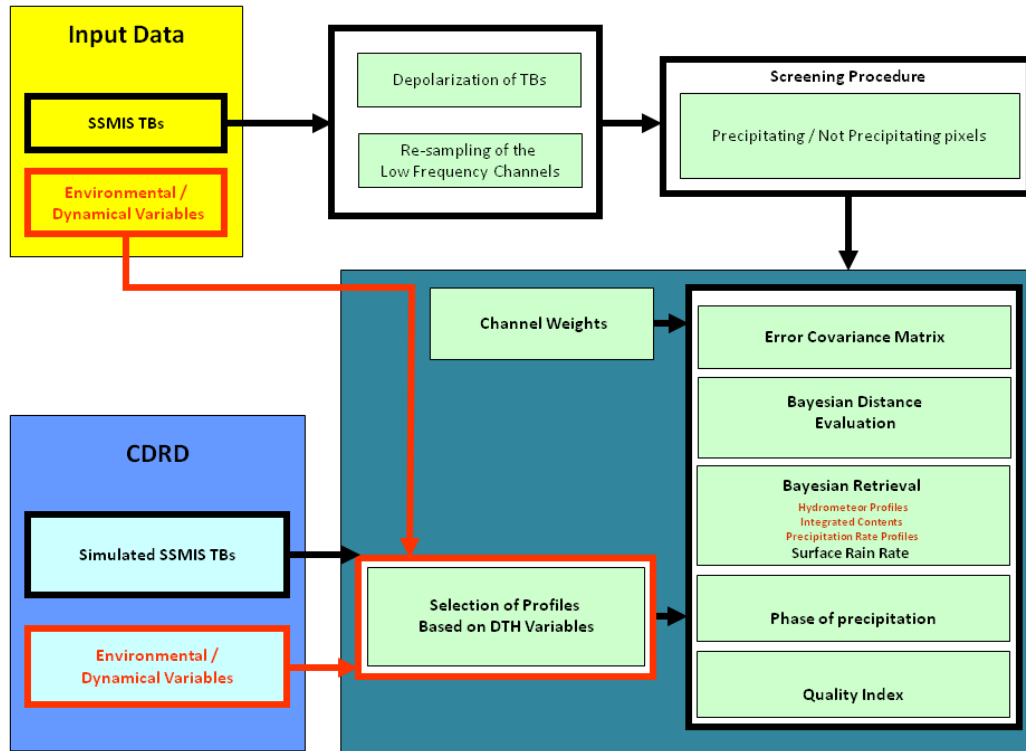 Input Data
SSMIS TBs
Environmental /
Dynamical Variables
Depolarization of TBs
Re-sampling of the
Low Frequency Channels
Screening Procedure
Precipitating / Not Precipitating pixels
Channel Weights
Error Covariance Matrix
Bayesian Distance
Evaluation
Bayesian Retrieval
Hydrometeor Profiles
Integrated Contents
Precipitation Rate Profiles
Surface Rain Rate
Phase of precipitation
Quality Index
CDRD
Simulated SSMIS TBs
Environmental /
Dynamical Variables
Selection of Profiles
Based on DTH Variables